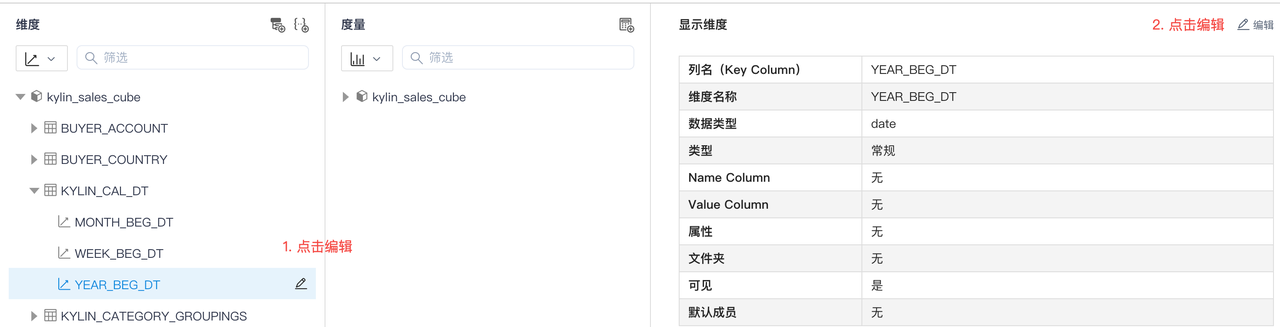 维度
筛选
kylin_sales_cube
BUYER_ACCOUNT
BUYER_COUNTRY
KYLIN_CAL_DT
MONTH_BEG_DT
WEEK_BEG_DT
YEAR_BEG_DT
KYLIN_CATEGORY_GROUPINGS
1. 点击编辑
度量
筛选
kylin_sales_cube
显示维度
2. 点击编辑
编辑
列名（Key Column） YEAR_BEG_DT
维度名称 YEAR_BEG_DT
数据类型 date
类型 常规
Name Column 无
Value Column 无
属性 无
文件夹 无
可见 是
默认成员 无